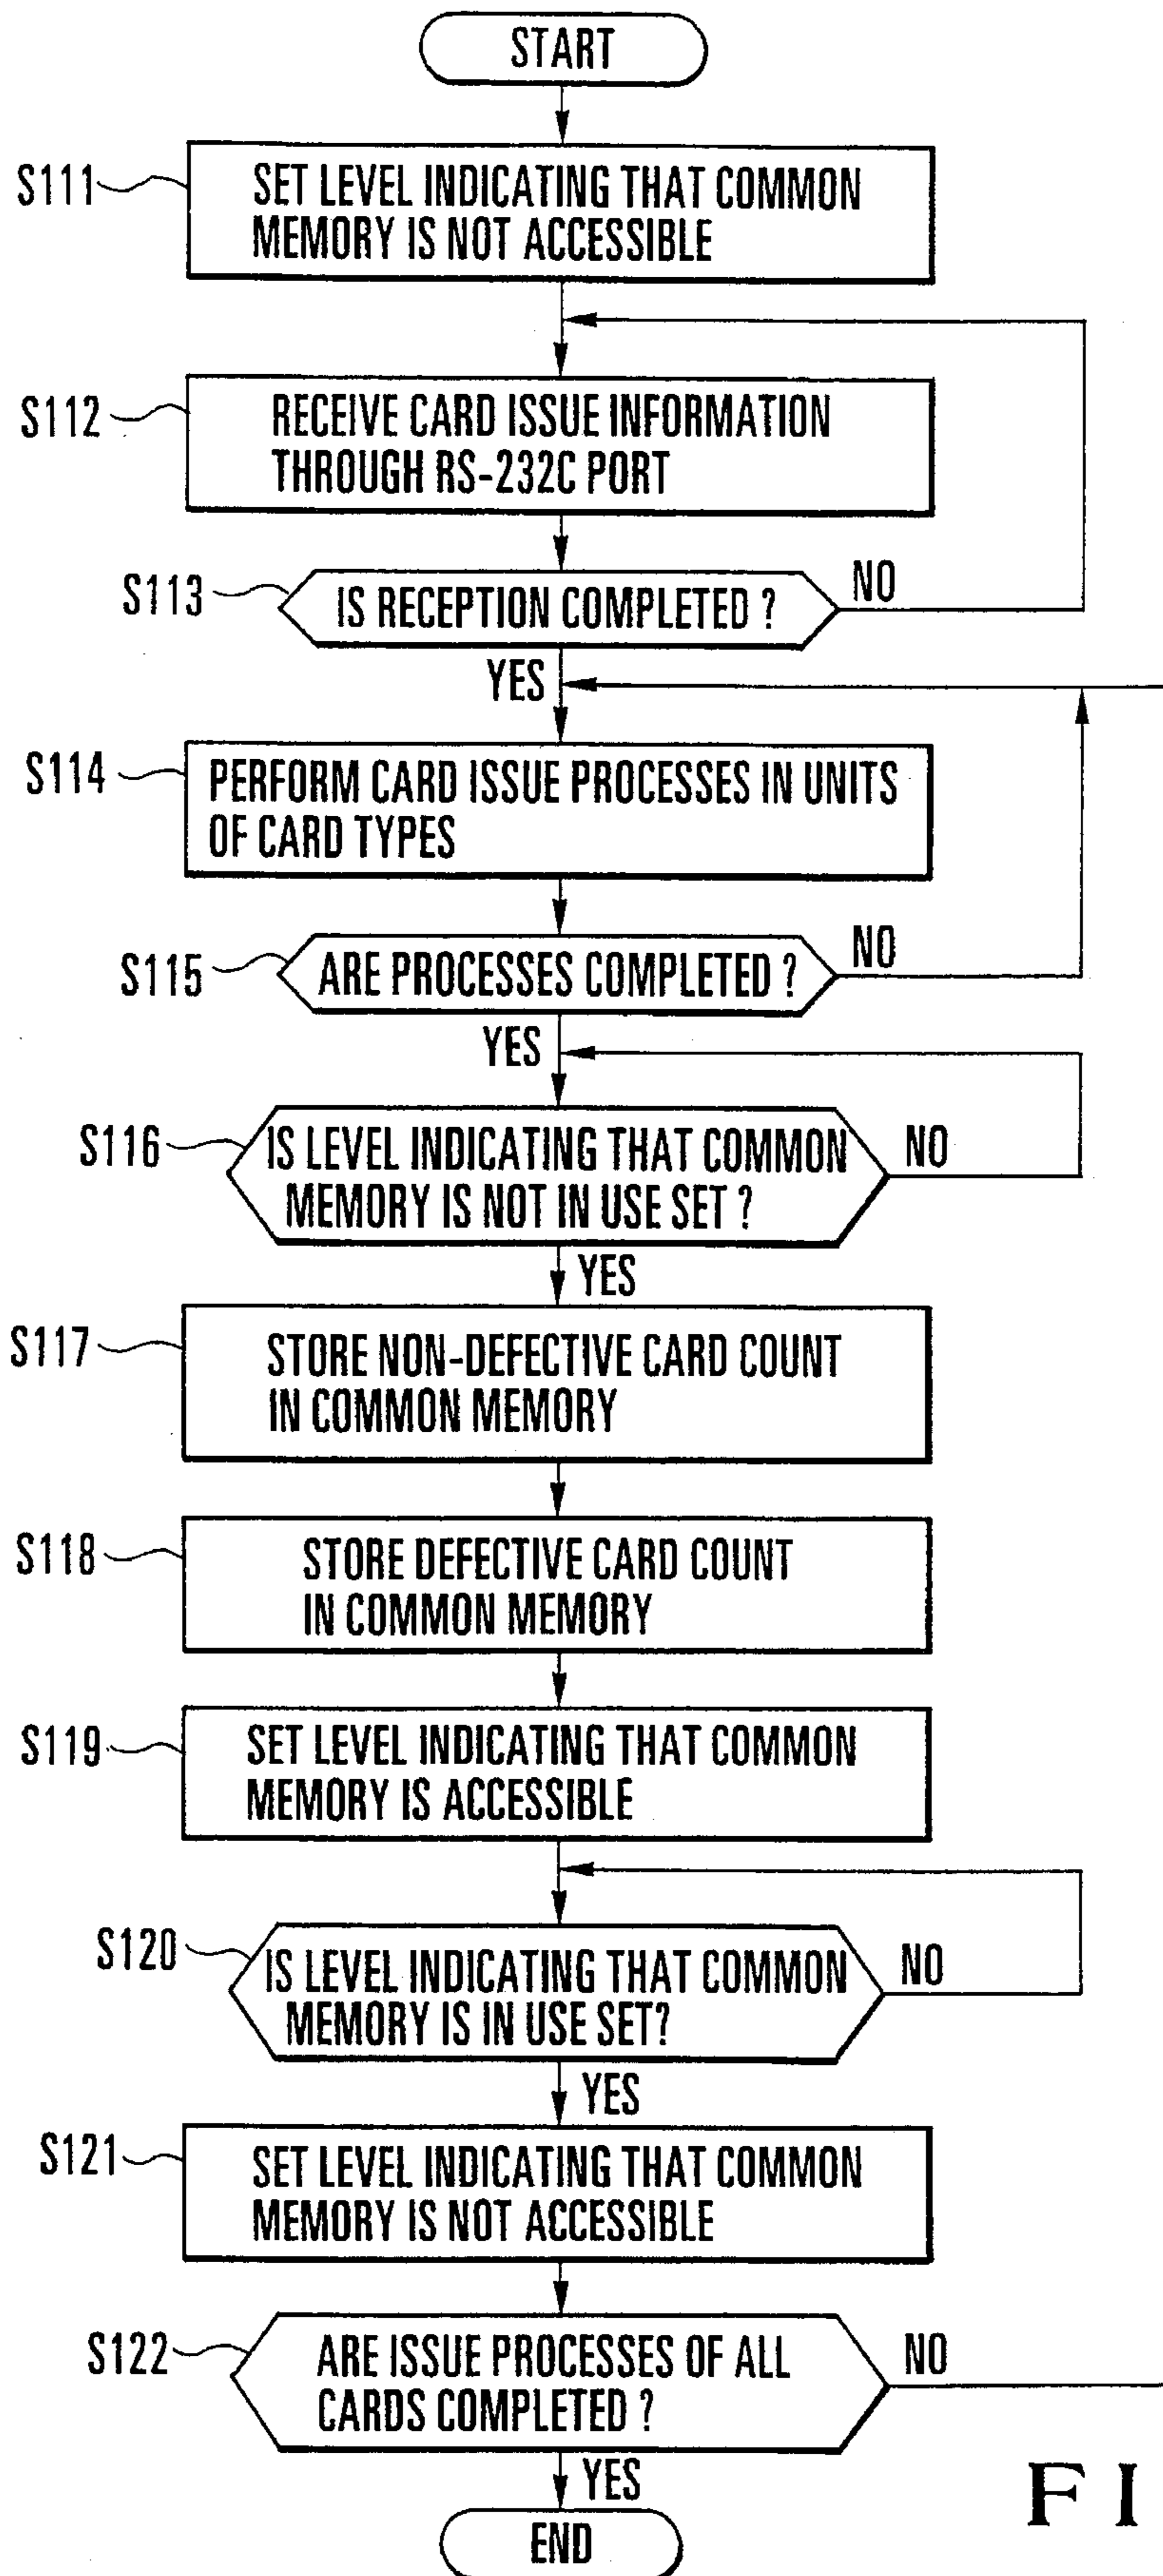 START
S111
SET LEVEL INDICATING THAT COMMON
MEMORY IS NOT ACCESSIBLE
S112
RECEIVE CARD ISSUE INFORMATION
THROUGH RS-232C PORT
S113
IS RECEPTION COMPLETED ?
NO
YES
S114
PERFORM CARD ISSUE PROCESSES IN UNITS
OF CARD TYPES
S115
ARE PROCESSES COMPLETED ?
NO
YES
S116
IS LEVEL INDICATING THAT COMMON
MEMORY IS NOT IN USE SET ?
NO
YES
S117
STORE NON-DEFECTIVE CARD COUNT
IN COMMON MEMORY
S118
STORE DEFECTIVE CARD COUNT
IN COMMON MEMORY
S119
SET LEVEL INDICATING THAT COMMON
MEMORY IS ACCESSIBLE
S120
IS LEVEL INDICATING THAT COMMON
MEMORY IS IN USE SET?
NO
YES
S121
SET LEVEL INDICATING THAT COMMON
MEMORY IS NOT ACCESSIBLE
S122
ARE ISSUE PROCESSES OF ALL
CARDS COMPLETED ?
NO
YES
END
FI